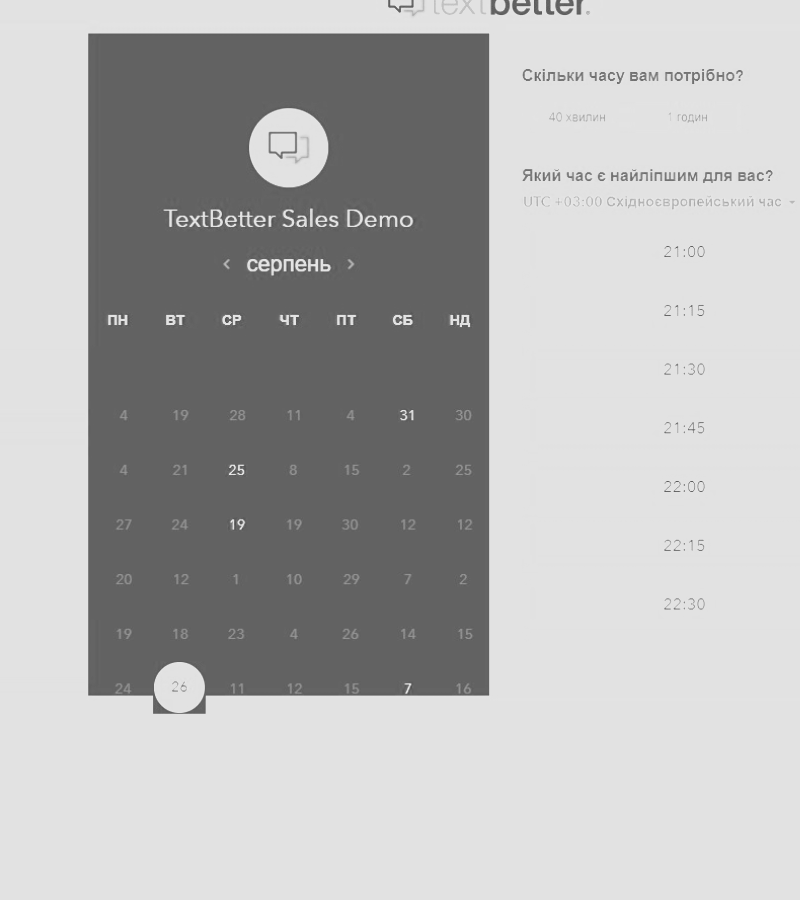 textbetter.
TextBetter Sales Demo
‹ серпень ›
ПН ВТ СР ЧТ ПТ СБ НД
4 19 28 11 4 31 30
4 21 25 8 15 2 25
27 24 19 19 30 12 12
20 12 1 10 29 7 2
19 18 23 4 26 14 15
24 26 11 12 15 7 16
Скільки часу вам потрібно?
40 хвилин 1 годин
Який час є найліпшим для вас?
UTC +03:00 Східноєвропейський час
21:00
21:15
21:30
21:45
22:00
22:15
22:30